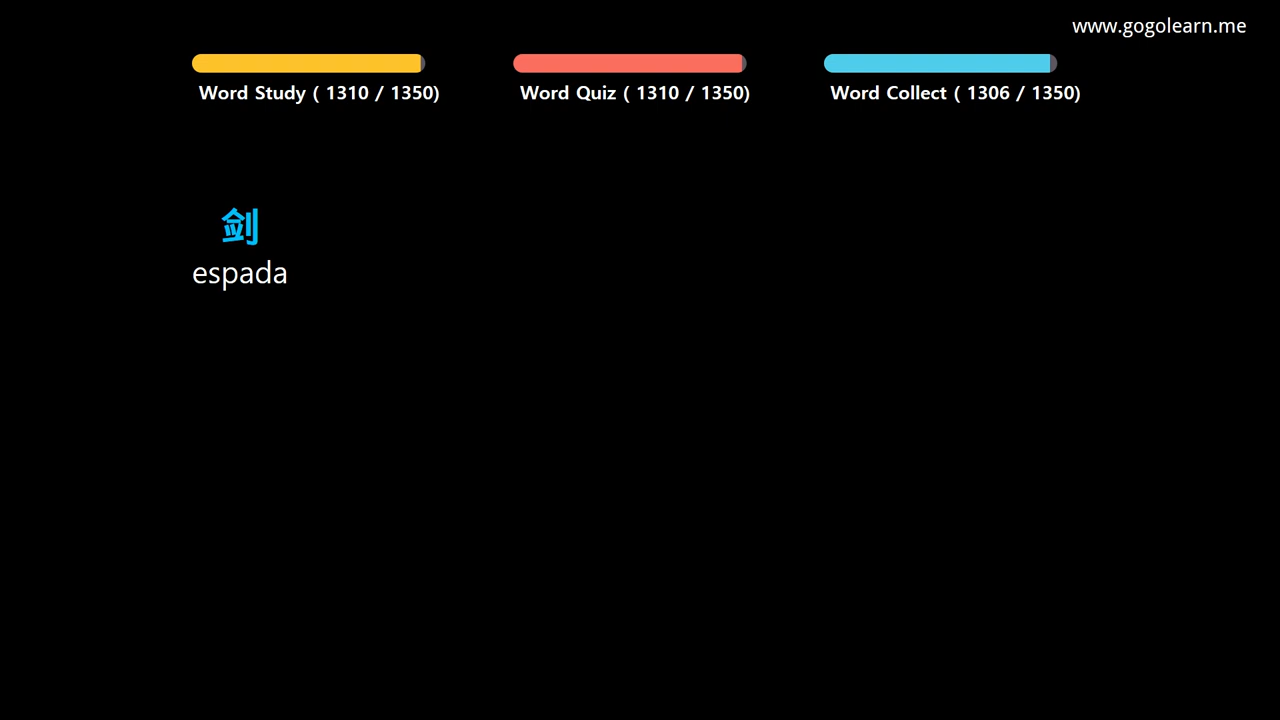 www.gogolearn.me
Word Study ( 1310 / 1350)
Word Quiz ( 1310 / 1350)
Word Collect ( 1306 / 1350)
剑
espada